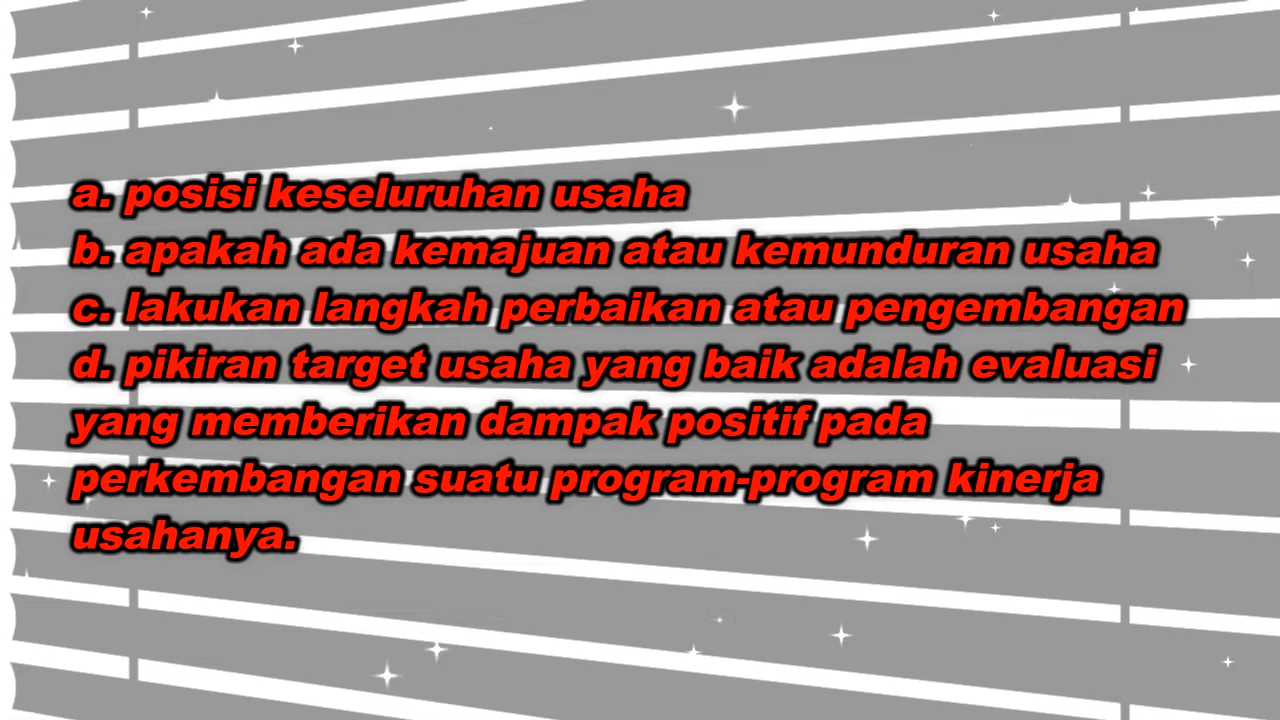 a. posisi keseluruhan usaha
b. apakah ada kemajuan atau kemunduran usaha
c. lakukan langkah perbaikan atau pengembangan
d. pikiran target usaha yang baik adalah evaluasi
yang memberikan dampak positif pada
perkembangan suatu program-program kinerja
usahanya.